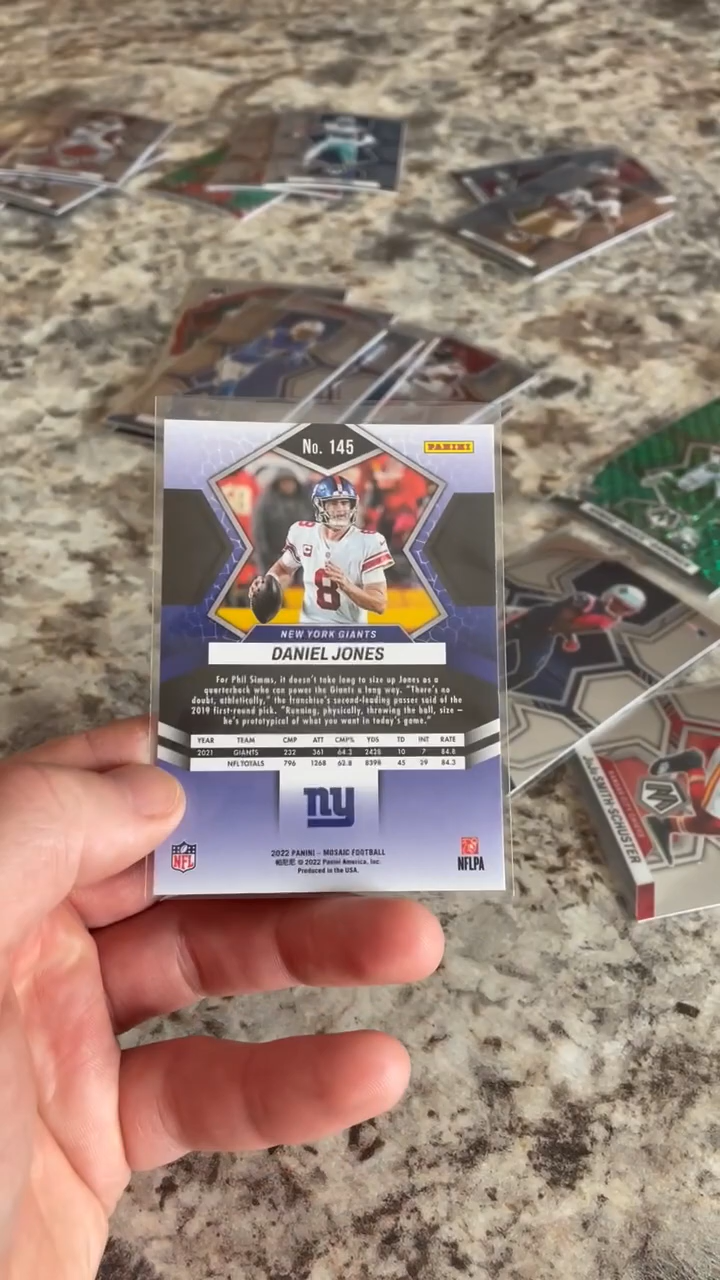 No. 145
PANINI
8
C
NEW YORK GIANTS
DANIEL JONES
For Phil Simms, it doesn't take long to size up Jones as a
quarterback who can power the Giants a long way. "There's no
doubt, athletically," the franchise's second-leading passer said of the
2019 first-round pick. "Running, physically, throwing the ball, size –
he's prototypical of what you want in today's game."
YEAR TEAM CMP ATT CMP% YDS TD INT RATE
2021 GIANTS 232 361 64.3 2428 10 7 84.8
NFL TOTALS 796 1268 62.8 8398 45 29 84.3
ny
2022 PANINI – MOSAIC FOOTBALL
© 2022 Panini America, Inc.
Produced in the USA.
NFL
NFLPA
JuJu SMITH-SCHUSTER
M